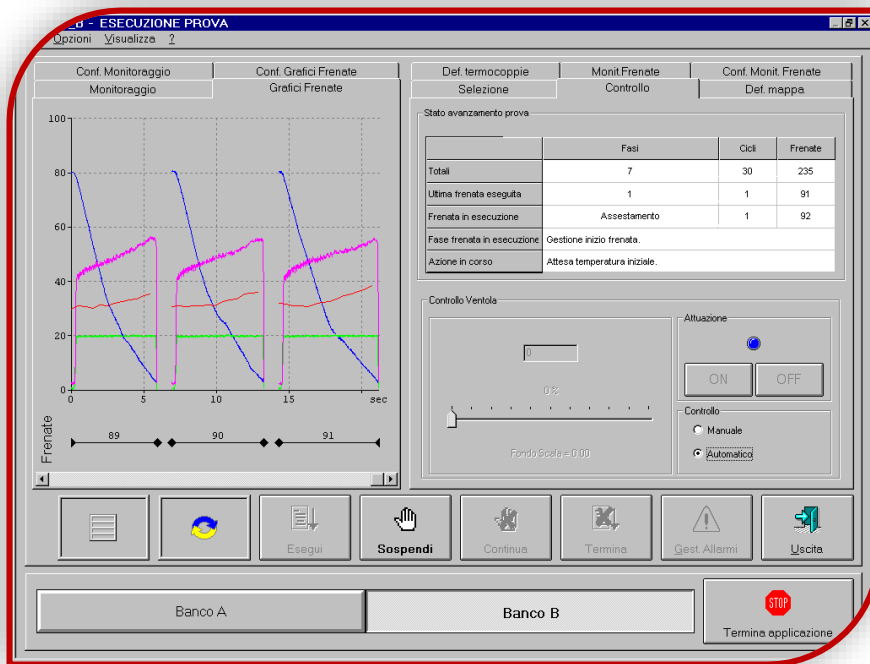 _B - ESECUZIONE PROVA
Opzioni Visualizza ?
Conf. Monitoraggio Conf. Grafici Frenate
Monitoraggio Grafici Frenate
100
80
60
40
20
0
0 5 10 15 sec
Frenate
89 90 91
Def. termocoppie Monit.Frenate Conf. Monit. Frenate
Selezione Controllo Def. mappa
Stato avanzamento prova
Fasi Cicli Frenate
Totali 7 30 235
Ultima frenata eseguita 1 1 91
Frenata in esecuzione Assestamento 1 92
Fase frenata in esecuzione Gestione inizio frenata.
Azione in corso Attesa temperatura iniziale.
Controllo Ventola
0
0 %
Fondo Scala = 0.00
Attuazione
ON OFF
Controllo
Manuale
Automatico
Esegui Sospendi Continua Termina Gest. Allarmi Uscita
Banco A Banco B
STOP
Termina applicazione